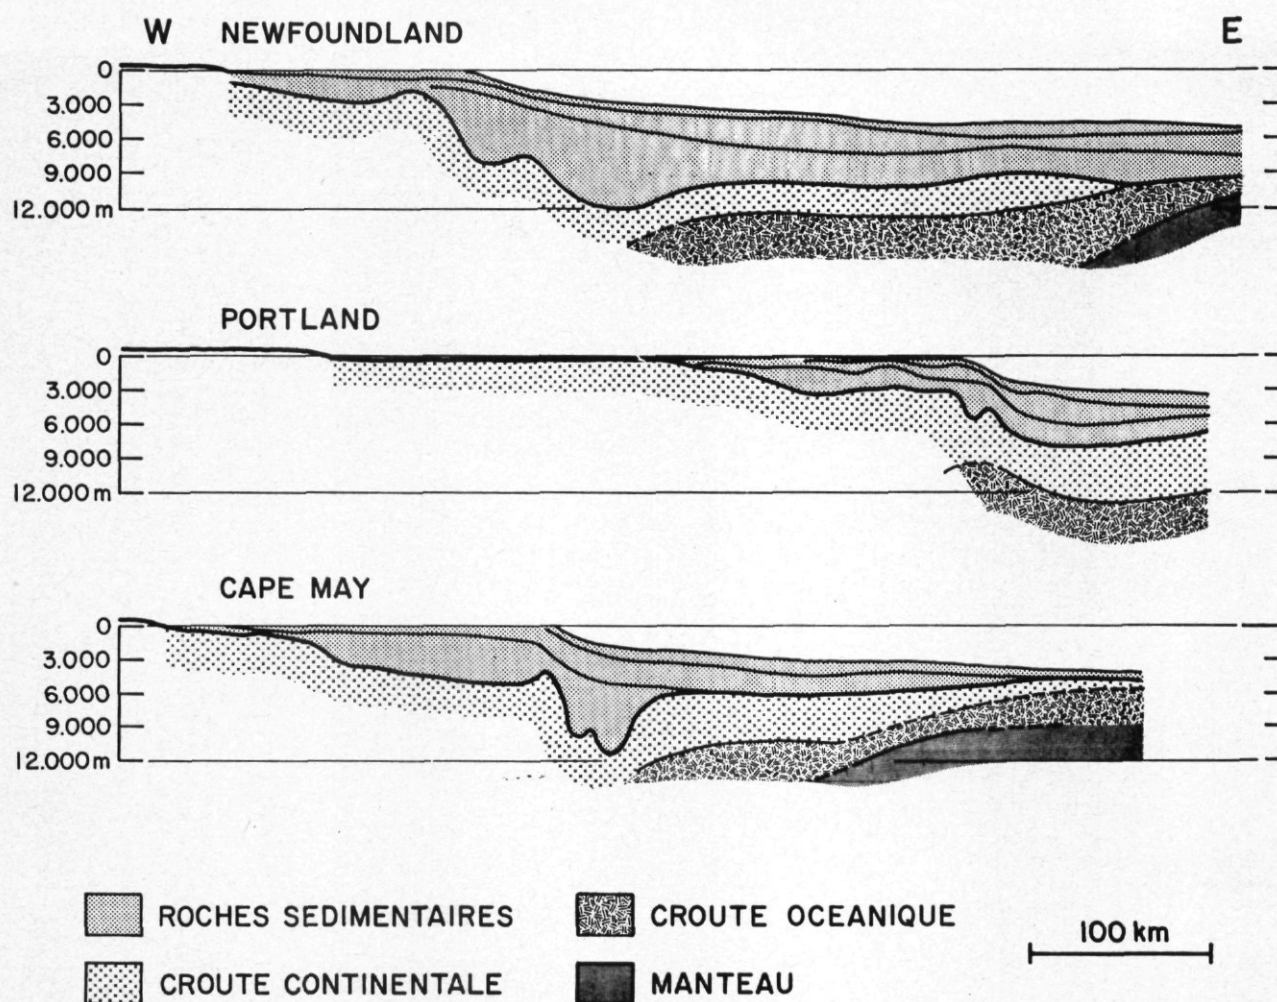 W NEWFOUNDLAND E
0
3.000
6.000
9.000
12.000 m
PORTLAND
0
3.000
6.000
9.000
12.000 m
CAPE MAY
0
3.000
6.000
9.000
12.000 m
ROCHES SEDIMENTAIRES
CROUTE OCEANIQUE
100 km
CROUTE CONTINENTALE
MANTEAU